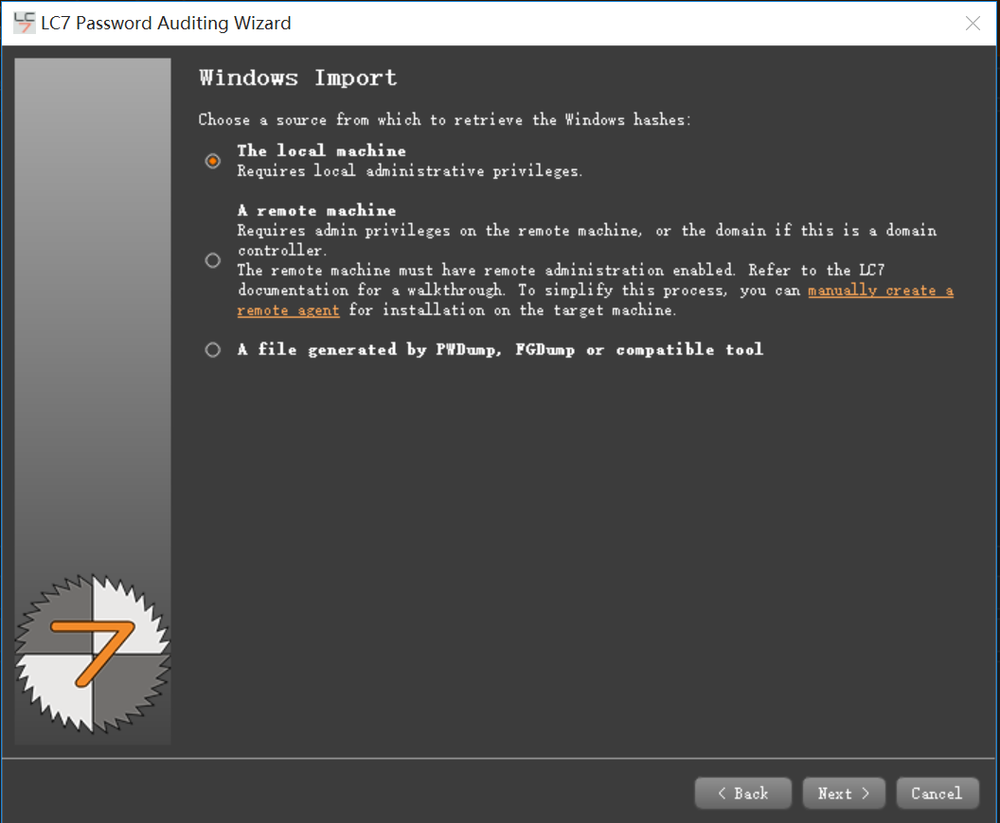 LC7 Password Auditing Wizard
Windows Import
Choose a source from which to retrieve the Windows hashes:
The local machine
Requires local administrative privileges.
A remote machine
Requires admin privileges on the remote machine, or the domain if this is a domain
controller.
The remote machine must have remote administration enabled. Refer to the LC7
documentation for a walkthrough. To simplify this process, you can manually create a
remote agent for installation on the target machine.
A file generated by PWDump, FGDump or compatible tool
7
< Back
Next >
Cancel